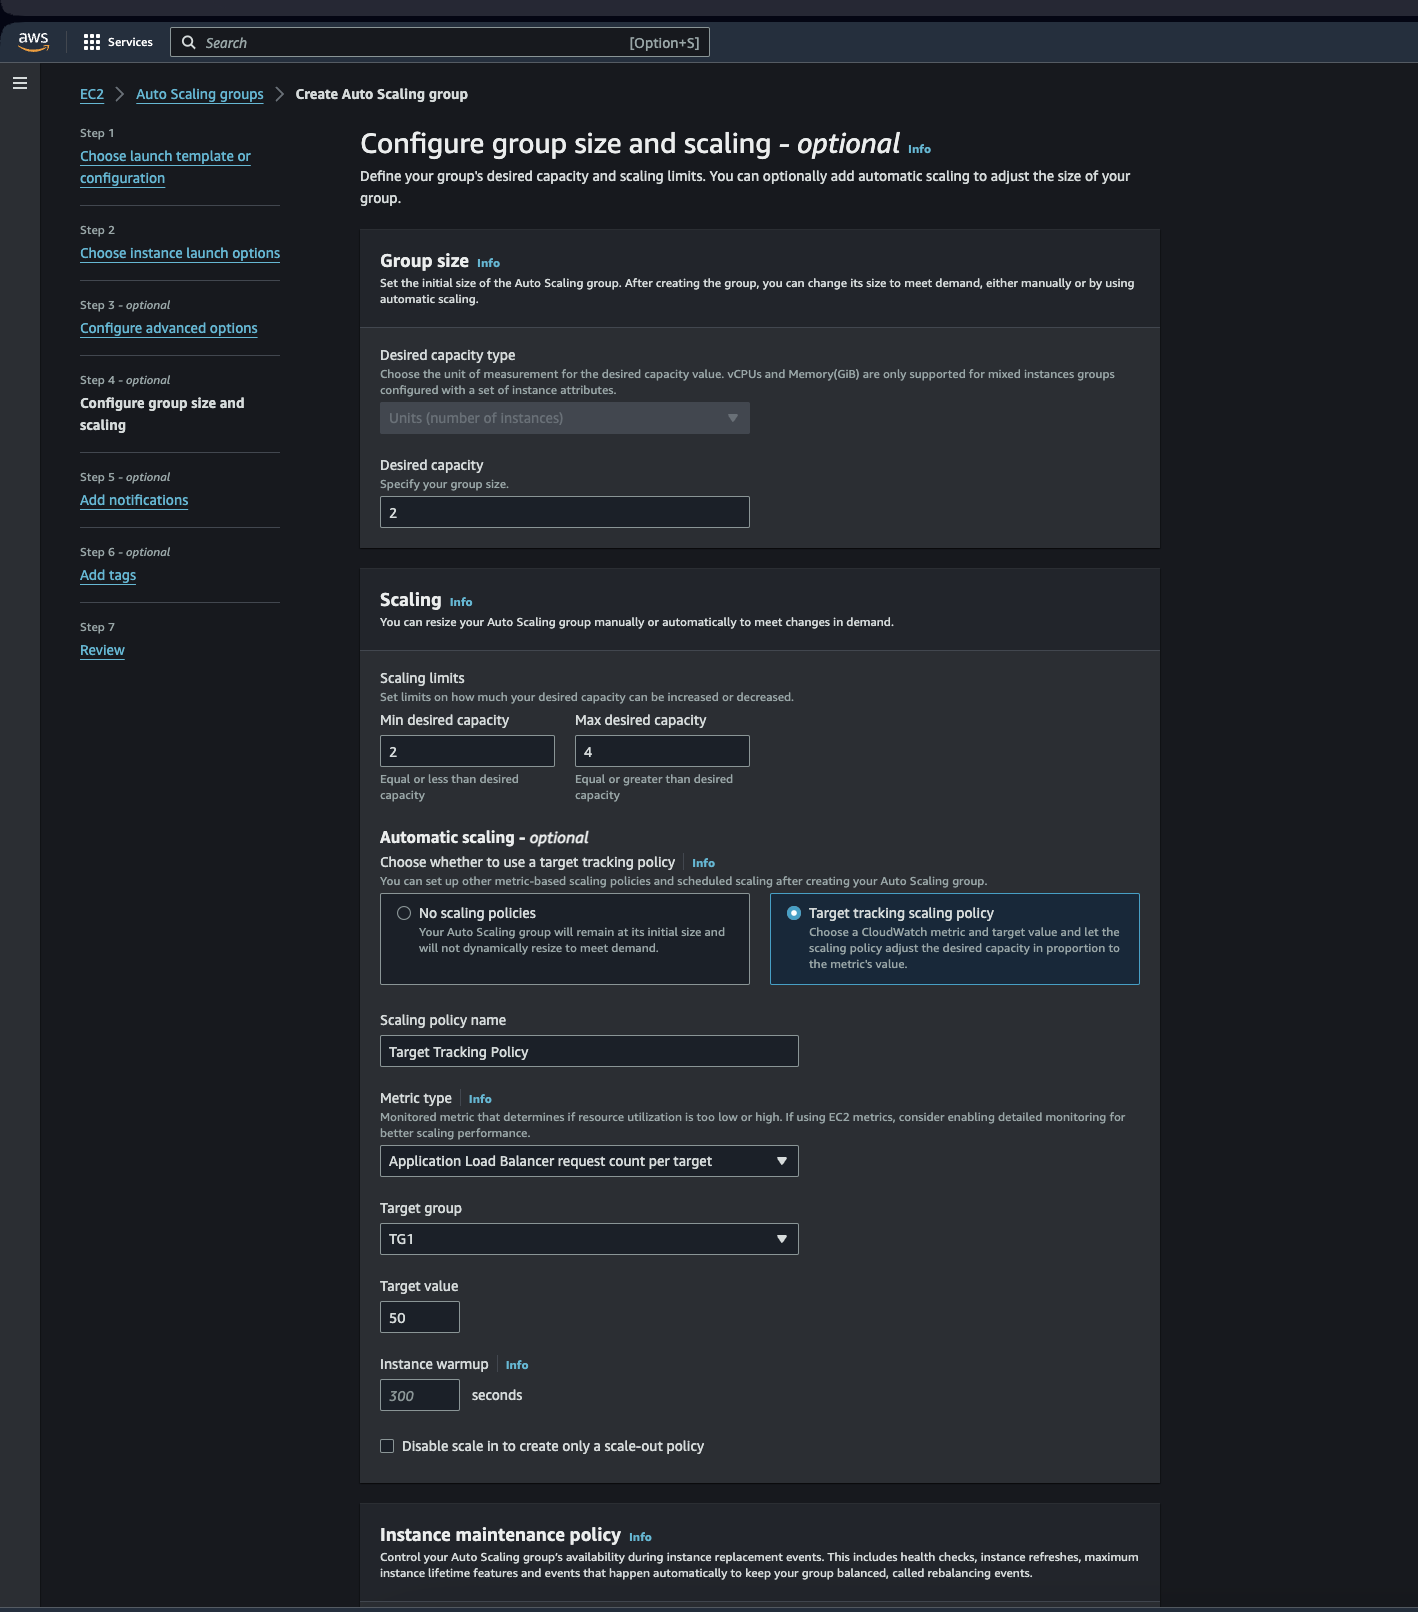 aws
Services
Search
[Option+S]
EC2
Auto Scaling groups
Create Auto Scaling group
Step 1
Choose launch template or
configuration
Step 2
Choose instance launch options
Step 3 - optional
Configure advanced options
Step 4 - optional
Configure group size and
scaling
Step 5 - optional
Add notifications
Step 6 - optional
Add tags
Step 7
Review
Configure group size and scaling - optional Info
Define your group's desired capacity and scaling limits. You can optionally add automatic scaling to adjust the size of your
group.
Group size Info
Set the initial size of the Auto Scaling group. After creating the group, you can change its size to meet demand, either manually or by using
automatic scaling.
Desired capacity type
Choose the unit of measurement for the desired capacity value. vCPUs and Memory(GiB) are only supported for mixed instances groups
configured with a set of instance attributes.
Units (number of instances)
Desired capacity
Specify your group size.
2
Scaling Info
You can resize your Auto Scaling group manually or automatically to meet changes in demand.
Scaling limits
Set limits on how much your desired capacity can be increased or decreased.
Min desired capacity
2
Equal or less than desired
capacity
Max desired capacity
4
Equal or greater than desired
capacity
Automatic scaling - optional
Choose whether to use a target tracking policy Info
You can set up other metric-based scaling policies and scheduled scaling after creating your Auto Scaling group.
No scaling policies
Your Auto Scaling group will remain at its initial size and
will not dynamically resize to meet demand.
Target tracking scaling policy
Choose a CloudWatch metric and target value and let the
scaling policy adjust the desired capacity in proportion to
the metric's value.
Scaling policy name
Target Tracking Policy
Metric type Info
Monitored metric that determines if resource utilization is too low or high. If using EC2 metrics, consider enabling detailed monitoring for
better scaling performance.
Application Load Balancer request count per target
Target group
TG1
Target value
50
Instance warmup Info
300 seconds
Disable scale in to create only a scale-out policy
Instance maintenance policy Info
Control your Auto Scaling group's availability during instance replacement events. This includes health checks, instance refreshes, maximum
instance lifetime features and events that happen automatically to keep your group balanced, called rebalancing events.